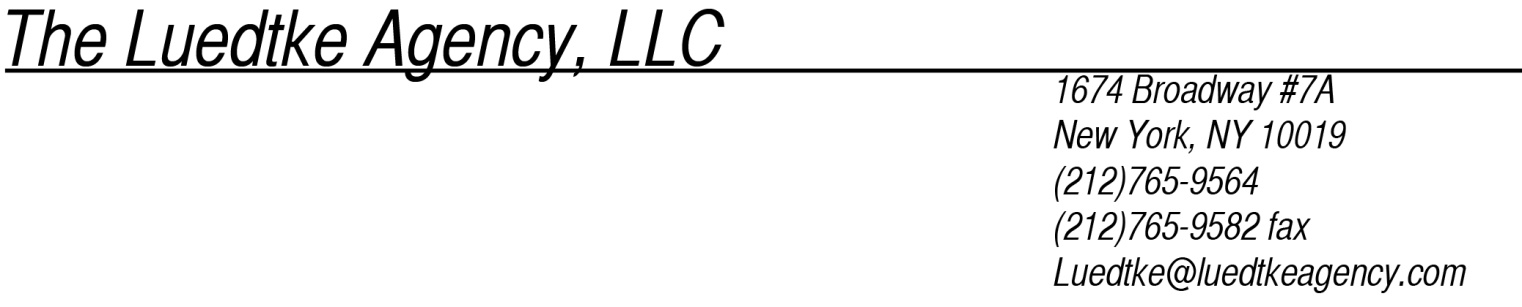 The Luedtke Agency, LLC
1674 Broadway #7A
New York, NY 10019
(212)765-9564
(212)765-9582 fax
Luedtke@luedtkeagency.com